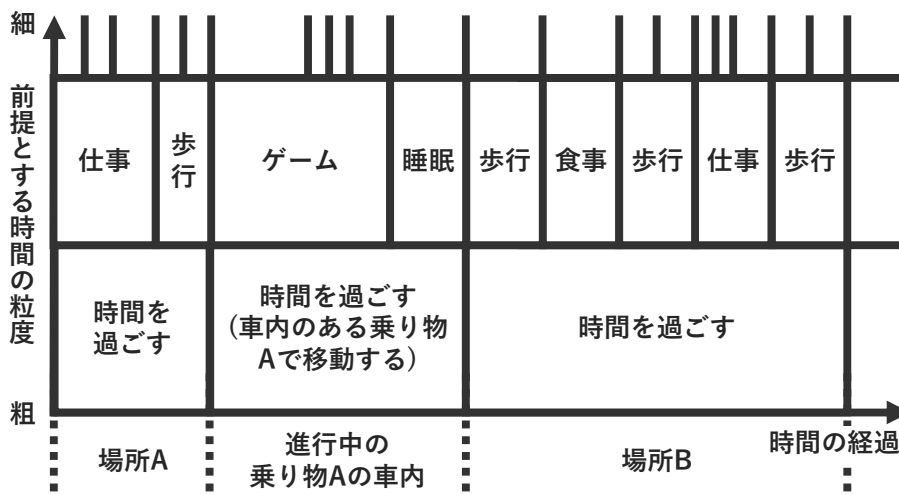 細
前提とする時間の粒度
粗
仕事
歩行
ゲーム
睡眠
歩行
食事
歩行
仕事
歩行
時間を
過ごす
時間を過ごす
(車内のある乗り物
Aで移動する)
時間を過ごす
時間の経過
場所A
進行中の
乗り物Aの車内
場所B